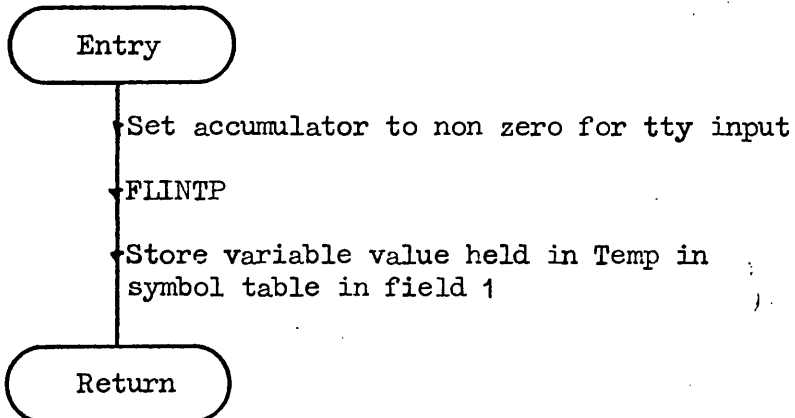 Entry
Set accumulator to non zero for tty input
FLINTP
Store variable value held in Temp in
symbol table in field 1
Return